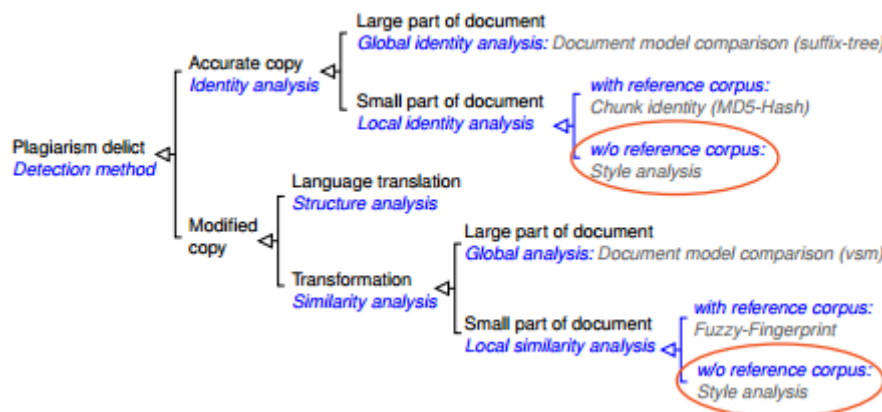 Large part of document
Global identity analysis: Document model comparison (suffix-tree)
Accurate copy
Identity analysis
with reference corpus:
Chunk identity (MD5-Hash)
Small part of document
Local identity analysis
w/o reference corpus:
Style analysis
Plagiarism delict
Detection method
Language translation
Structure analysis
Modified
copy
Large part of document
Global analysis: Document model comparison (vsm)
Transformation
Similarity analysis
with reference corpus:
Fuzzy-Fingerprint
Small part of document
Local similarity analysis
w/o reference corpus:
Style analysis